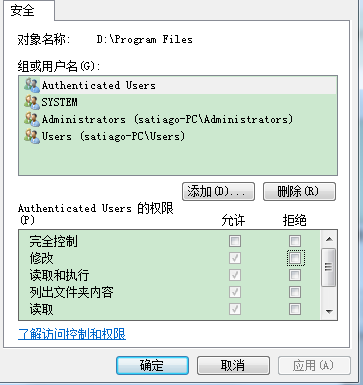 安全
对象名称: D:\Program Files
组或用户名(G):
Authenticated Users
SYSTEM
Administrators (satiago-PC\Administrators)
Users (satiago-PC\Users)
添加(D)... 删除(R)
Authenticated Users 的权限
(P) 允许 拒绝
完全控制
修改
读取和执行
列出文件夹内容
读取
了解访问控制和权限
确定 取消 应用(A)